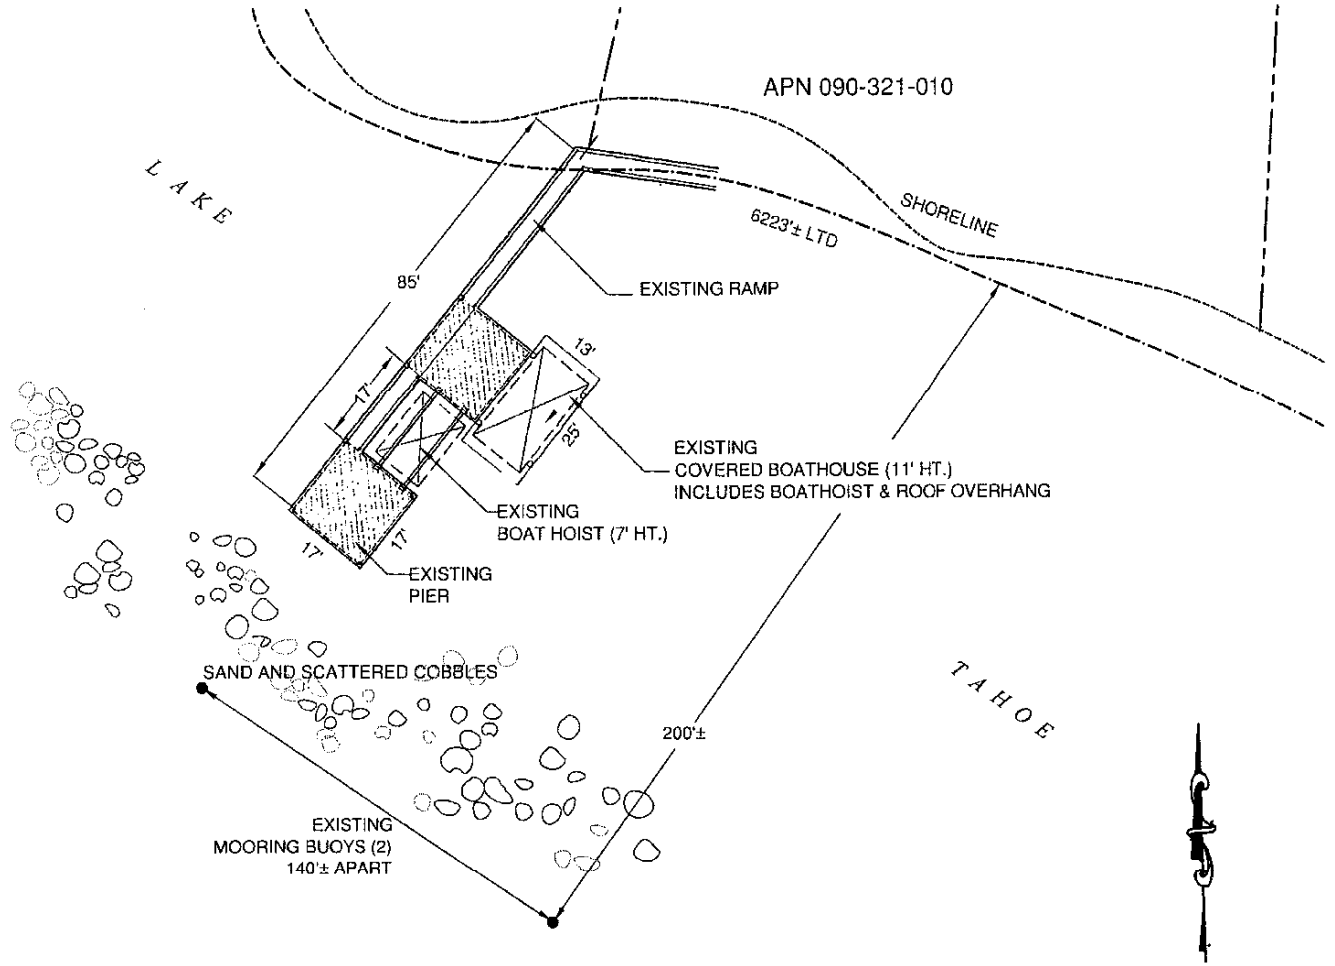 APN 090-321-010
LAKE
SHORELINE
6223'± LTD
85'
EXISTING RAMP
13'
17'
25'
EXISTING
COVERED BOATHOUSE (11' HT.)
INCLUDES BOATHOIST & ROOF OVERHANG
EXISTING
BOAT HOIST (7' HT.)
17'
17'
EXISTING
PIER
SAND AND SCATTERED COBBLES
TAHOE
200'±
EXISTING
MOORING BUOYS (2)
140'± APART